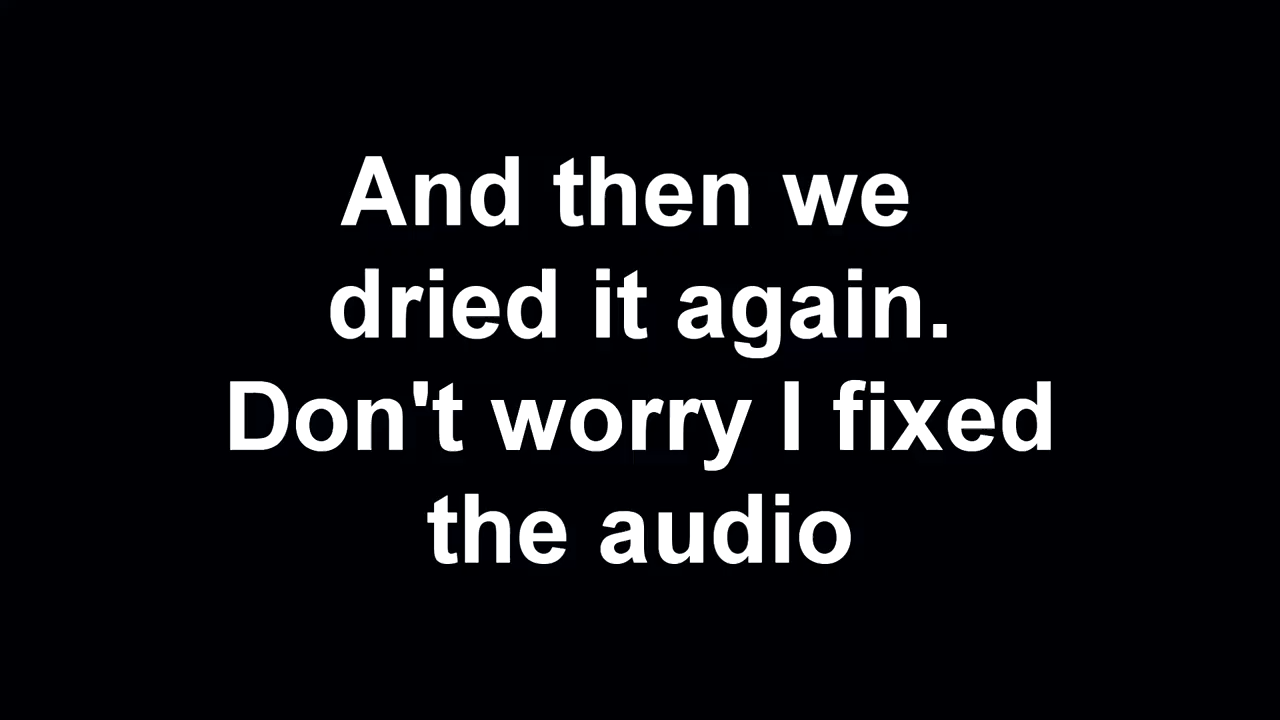 And then we
dried it again.
Don't worry I fixed
the audio